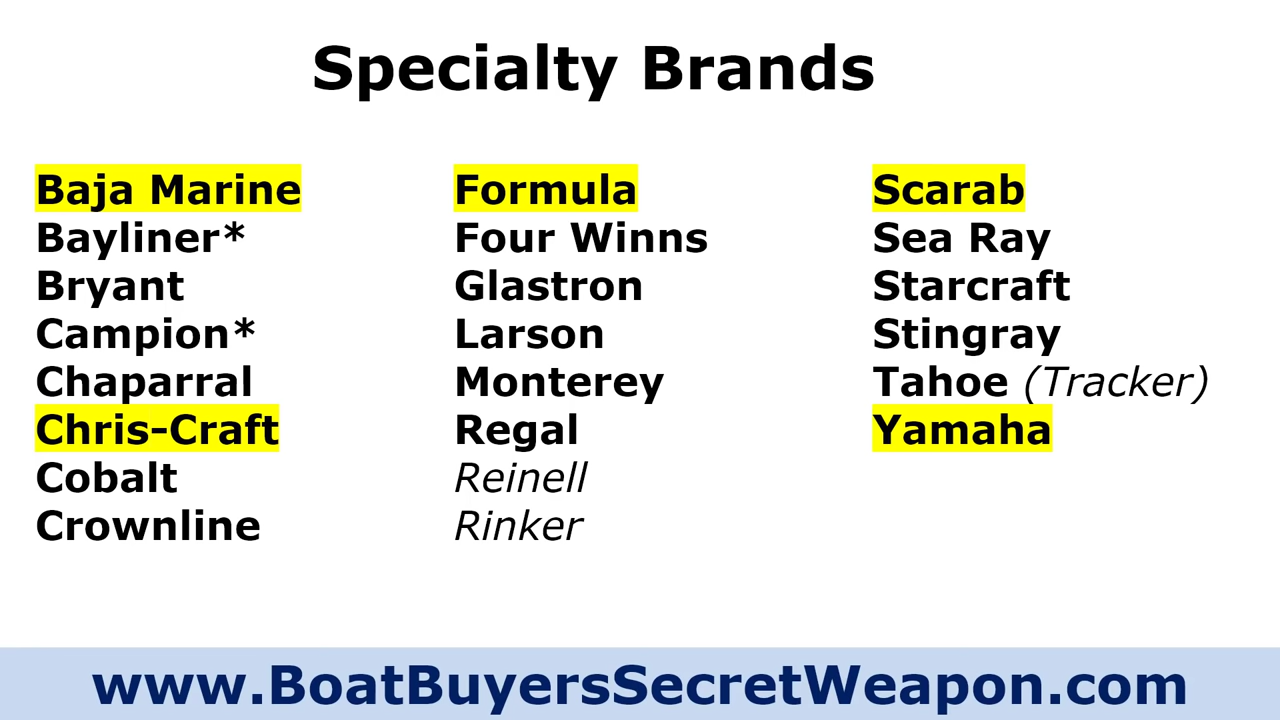 Specialty Brands
Baja Marine
Bayliner*
Bryant
Campion*
Chaparral
Chris-Craft
Cobalt
Crownline
Formula
Four Winns
Glastron
Larson
Monterey
Regal
Reinell
Rinker
Scarab
Sea Ray
Starcraft
Stingray
Tahoe (Tracker)
Yamaha
www.BoatBuyersSecretWeapon.com